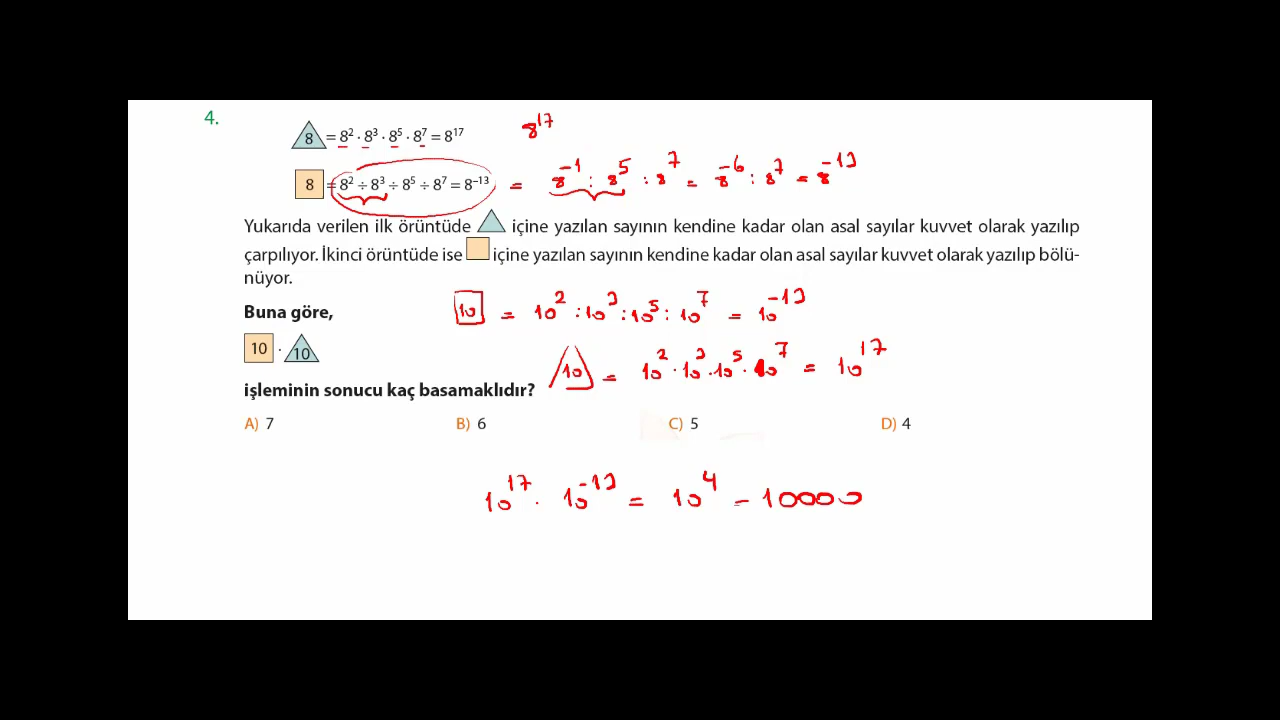 4.
8 = 8² · 8³ · 8⁵ · 8⁷ = 8¹⁷ 8¹⁷
8 = 8² ÷ 8³ ÷ 8⁵ ÷ 8⁷ = 8⁻¹³ = 8⁻¹ : 8⁵ : 8⁷ = 8⁻⁶ : 8⁷ = 8⁻¹³
Yukarıda verilen ilk örüntüde içine yazılan sayının kendine kadar olan asal sayılar kuvvet olarak yazılıp
çarpılıyor. İkinci örüntüde ise içine yazılan sayının kendine kadar olan asal sayılar kuvvet olarak yazılıp bölü-
nüyor.
Buna göre, 10 = 10² : 10³ : 10⁵ : 10⁷ = 10⁻¹³
10 · 10 10 = 10² · 10³ · 10⁵ · 10⁷ = 10¹⁷
işleminin sonucu kaç basamaklıdır?
A) 7 B) 6 C) 5 D) 4
10¹⁷ · 10⁻¹³ = 10⁴ = 10000